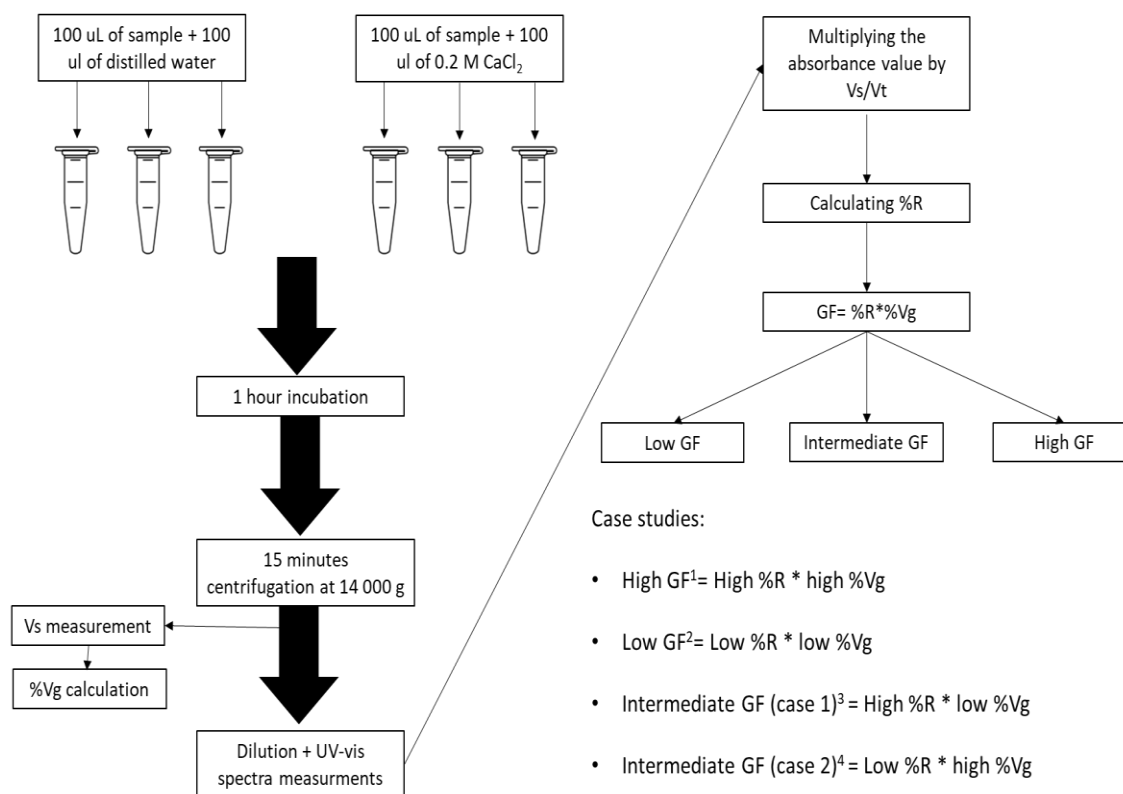 100 uL of sample + 100
ul of distilled water
100 uL of sample + 100
ul of 0.2 M CaCl₂
1 hour incubation
15 minutes
centrifugation at 14 000 g
Vs measurement
%Vg calculation
Dilution + UV-vis
spectra measurments
Multiplying the
absorbance value by
Vs/Vt
Calculating %R
GF= %R*%Vg
Low GF
Intermediate GF
High GF
Case studies:
• High GF¹= High %R * high %Vg
• Low GF²= Low %R * low %Vg
• Intermediate GF (case 1)³ = High %R * low %Vg
• Intermediate GF (case 2)⁴ = Low %R * high %Vg